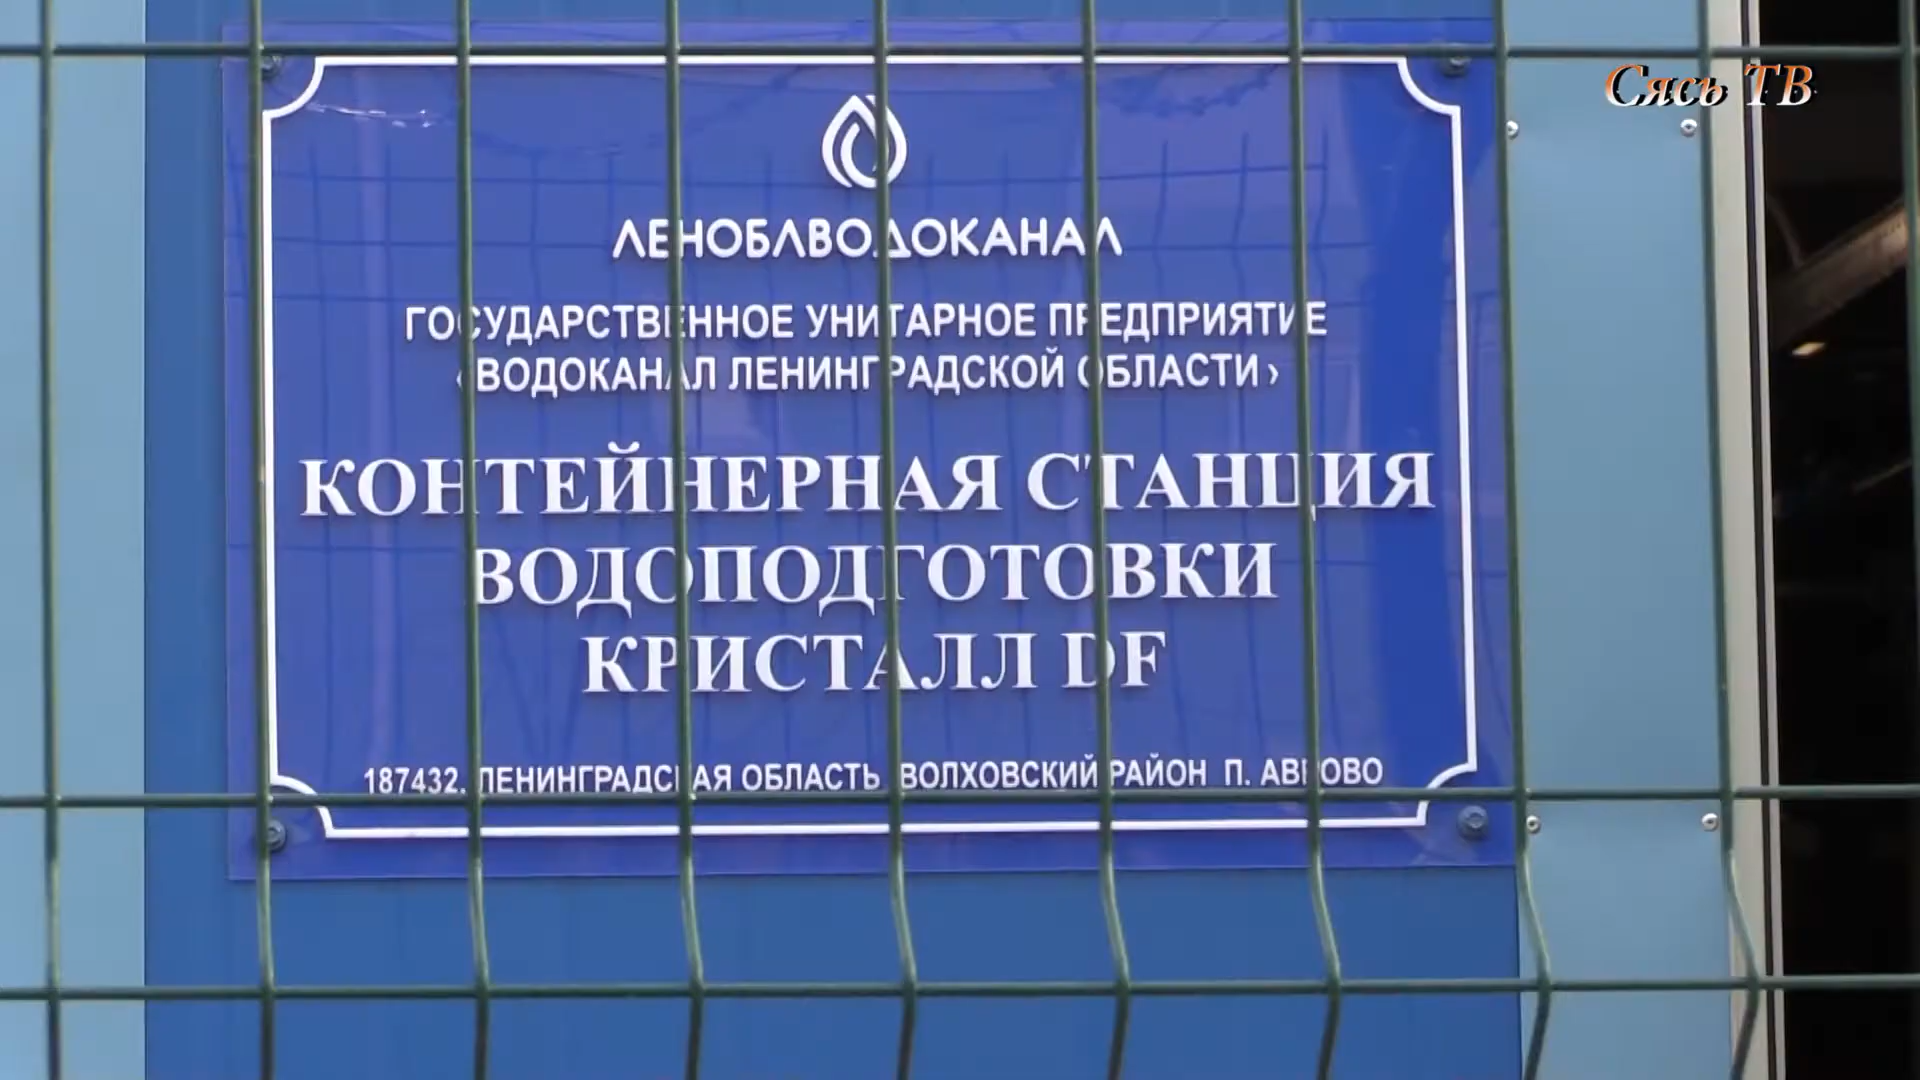 Сясь ТВ
ЛЕНОБЛВОДОКАНАЛ
ГОСУДАРСТВЕННОЕ УНИТАРНОЕ ПРЕДПРИЯТИЕ
«ВОДОКАНАЛ ЛЕНИНГРАДСКОЙ ОБЛАСТИ»
КОНТЕЙНЕРНАЯ СТАНЦИЯ
ВОДОПОДГОТОВКИ
КРИСТАЛЛ DF
187432, ЛЕНИНГРАДСКАЯ ОБЛАСТЬ, ВОЛХОВСКИЙ РАЙОН П. АВРОВО